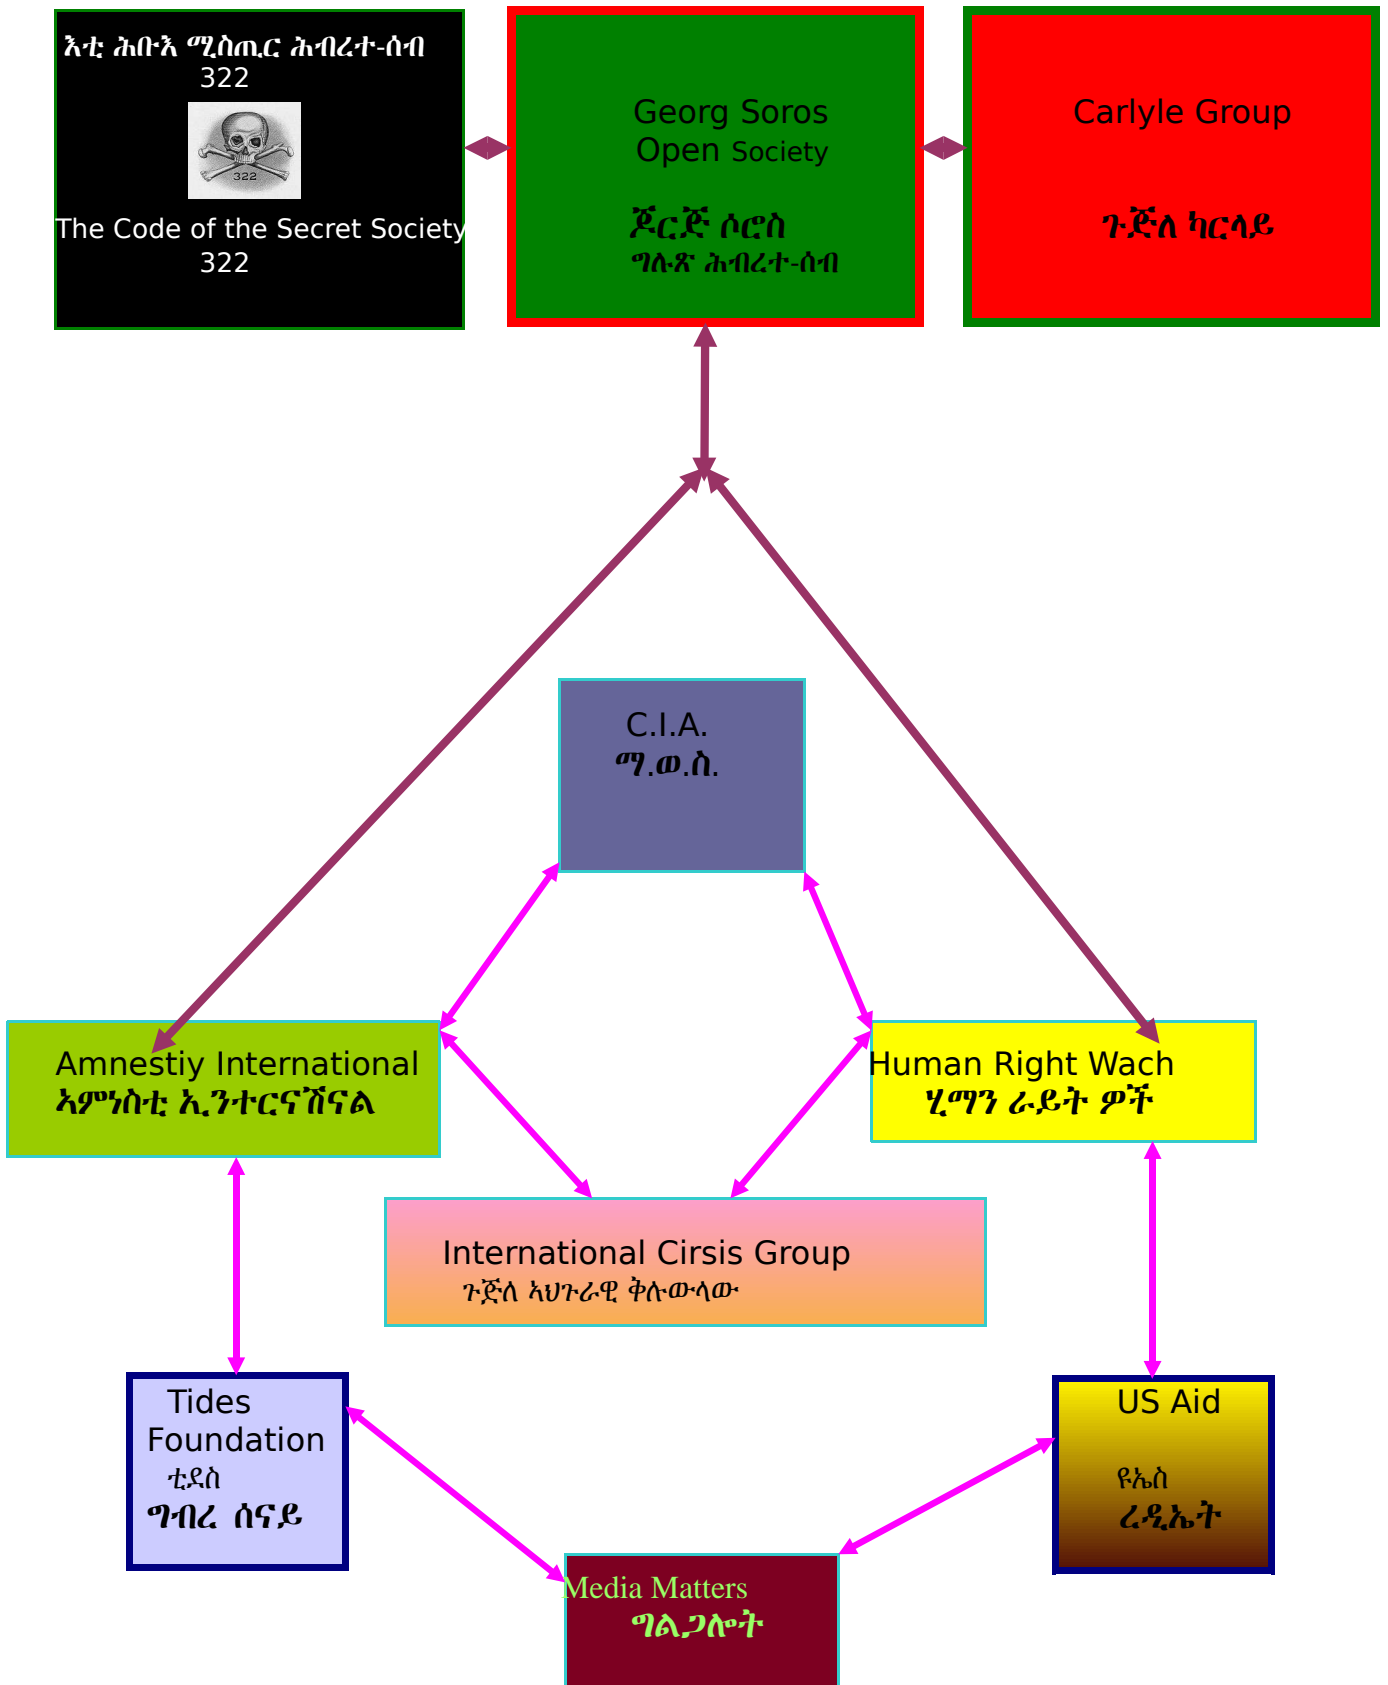 እቲ ሕቡእ ሚስጢር ሕብረተ-ሰብ
322
322
The Code of the Secret Society
322
Georg Soros
Open Society
ጆርጅ ሶሮስ
ግሉጽ ሕብረተ-ሰብ
Carlyle Group
ጉጅለ ካርላይ
C.I.A.
ማ.ወ.ስ.
Amnestiy International
ኣምነስቲ ኢንተርናሽናል
Human Right Wach
ሂማን ራይት ዎች
International Cirsis Group
ጉጅለ ኣህጉራዊ ቅሉውላው
Tides
Foundation
ቲደስ
ግብረ ሰናይ
US Aid
ዩኤስ
ረዲኤት
Media Matters
ግልጋሎት